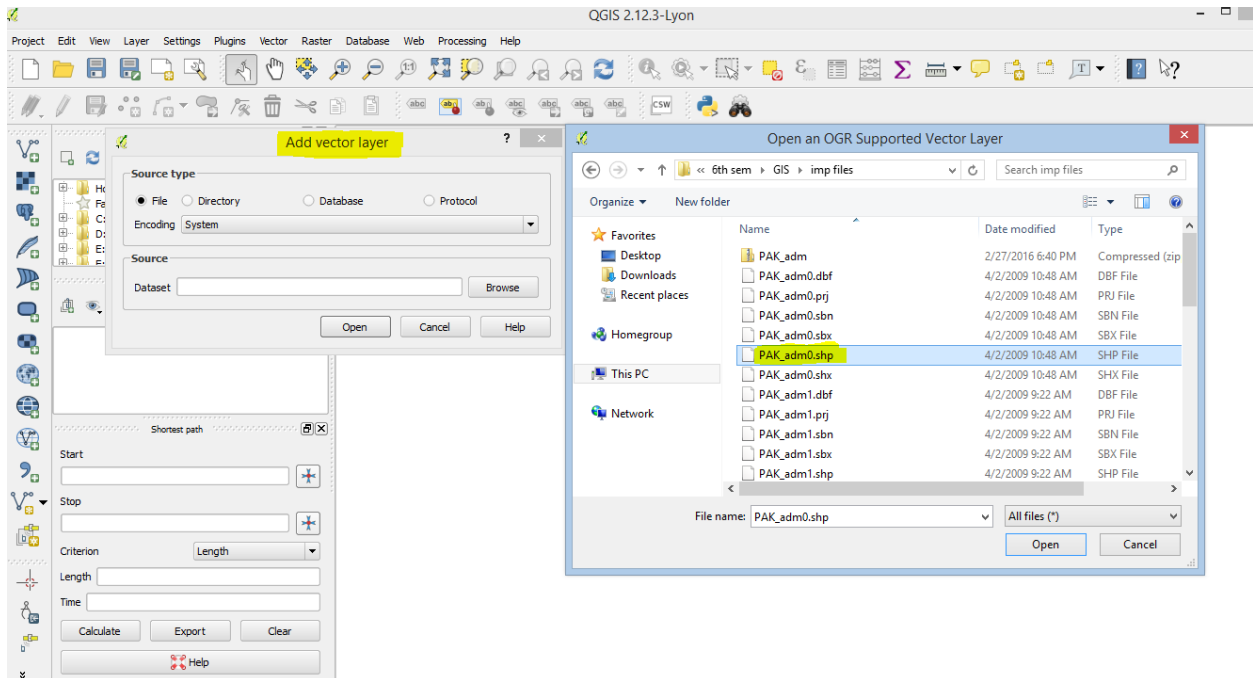 QGIS 2.12.3-Lyon
Project Edit View Layer Settings Plugins Vector Raster Database Web Processing Help
abc ab abc abc abc abc abc CSW
Add vector layer ?
Source type
File Directory Database Protocol
Encoding System
Source
Dataset Browse
Open Cancel Help
C:
D:
E:
Shortest path
Start
Stop
Criterion Length
Length
Time
Calculate Export Clear
Help
Open an OGR Supported Vector Layer
« 6th sem GIS imp files Search imp files
Organize New folder
Favorites
Desktop
Downloads
Recent places
Homegroup
This PC
Network
Name Date modified Type
PAK_adm 2/27/2016 6:40 PM Compressed (zip
PAK_adm0.dbf 4/2/2009 10:48 AM DBF File
PAK_adm0.prj 4/2/2009 10:48 AM PRJ File
PAK_adm0.sbn 4/2/2009 10:48 AM SBN File
PAK_adm0.sbx 4/2/2009 10:48 AM SBX File
PAK_adm0.shp 4/2/2009 10:48 AM SHP File
PAK_adm0.shx 4/2/2009 10:48 AM SHX File
PAK_adm1.dbf 4/2/2009 9:22 AM DBF File
PAK_adm1.prj 4/2/2009 9:22 AM PRJ File
PAK_adm1.sbn 4/2/2009 9:22 AM SBN File
PAK_adm1.sbx 4/2/2009 9:22 AM SBX File
PAK_adm1.shp 4/2/2009 9:22 AM SHP File
File name: PAK_adm0.shp All files (*)
Open Cancel